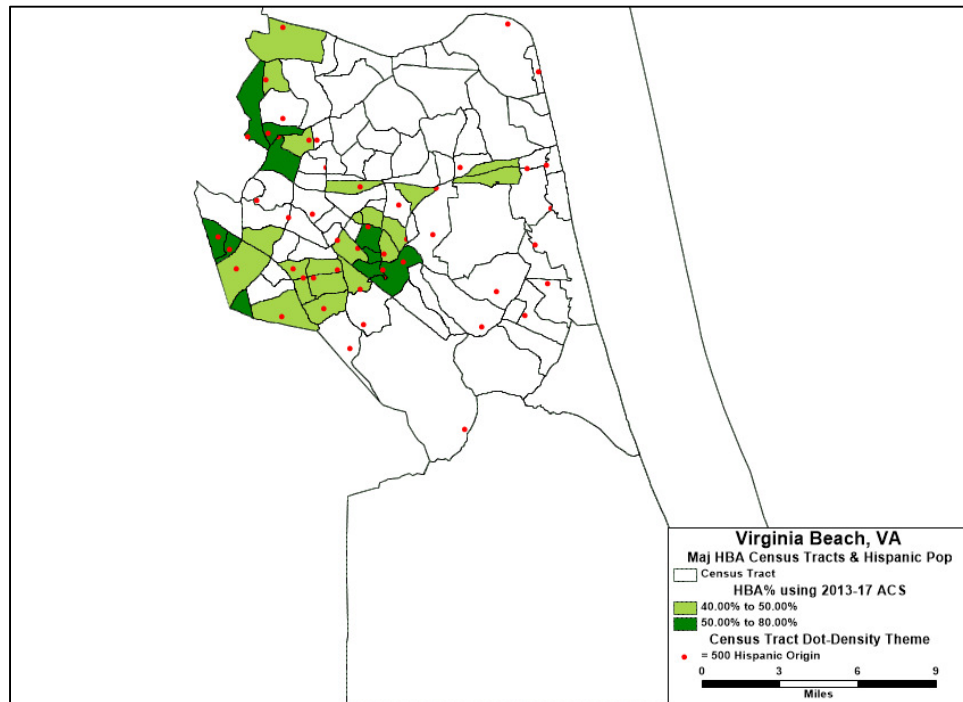 Virginia Beach, VA
Maj HBA Census Tracts & Hispanic Pop
Census Tract
HBA% using 2013-17 ACS
40.00% to 50.00%
50.00% to 80.00%
Census Tract Dot-Density Theme
= 500 Hispanic Origin
0 3 6 9
Miles